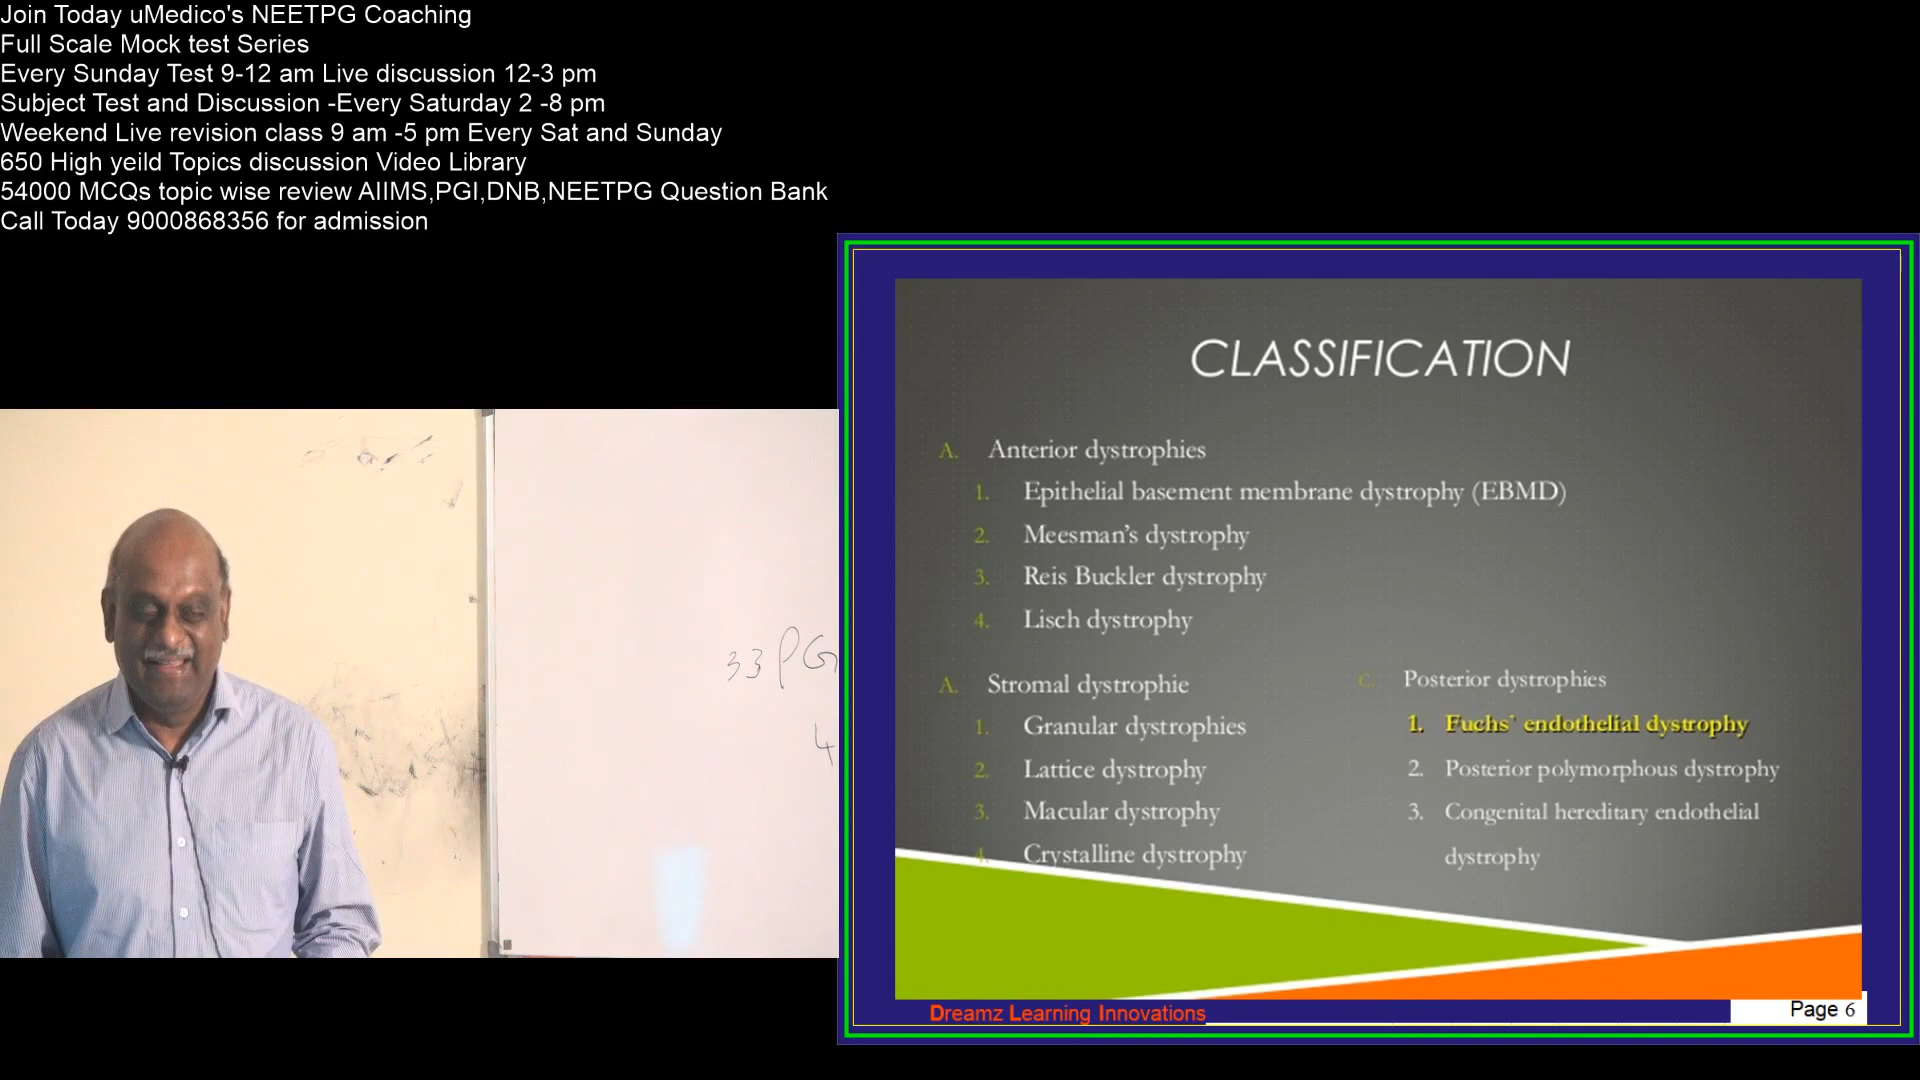 Join Today uMedico's NEETPG Coaching
Full Scale Mock test Series
Every Sunday Test 9-12 am Live discussion 12-3 pm
Subject Test and Discussion -Every Saturday 2 -8 pm
Weekend Live revision class 9 am -5 pm Every Sat and Sunday
650 High yeild Topics discussion Video Library
54000 MCQs topic wise review AIIMS,PGI,DNB,NEETPG Question Bank
Call Today 9000868356 for admission
33 PG
4
CLASSIFICATION
A. Anterior dystrophies
1. Epithelial basement membrane dystrophy (EBMD)
2. Meesman’s dystrophy
3. Reis Buckler dystrophy
4. Lisch dystrophy
A. Stromal dystrophie
1. Granular dystrophies
2. Lattice dystrophy
3. Macular dystrophy
4. Crystalline dystrophy
C. Posterior dystrophies
1. Fuchs’ endothelial dystrophy
2. Posterior polymorphous dystrophy
3. Congenital hereditary endothelial
dystrophy
Dreamz Learning Innovations
Page 6